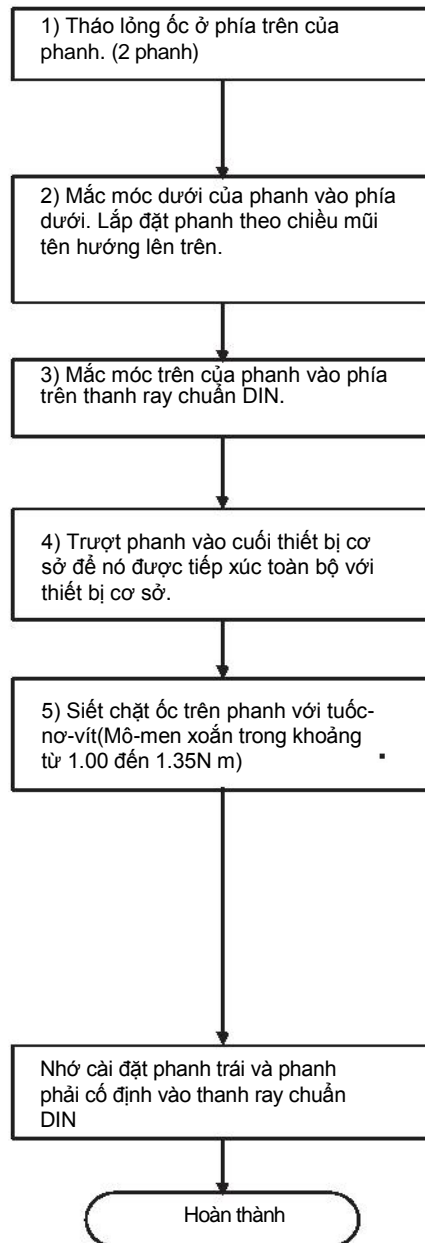 1) Tháo lỏng ốc ở phía trên của
phanh. (2 phanh)
2) Mắc móc dưới của phanh vào phía
dưới. Lắp đặt phanh theo chiều mũi
tên hướng lên trên.
3) Mắc móc trên của phanh vào phía
trên thanh ray chuẩn DIN.
4) Trượt phanh vào cuối thiết bị cơ
sở để nó được tiếp xúc toàn bộ với
thiết bị cơ sở.
5) Siết chặt ốc trên phanh với tuốc-
nơ-vít(Mô-men xoắn trong khoảng
từ 1.00 đến 1.35N m)
Nhớ cài đặt phanh trái và phanh
phải cố định vào thanh ray chuẩn
DIN
Hoàn thành